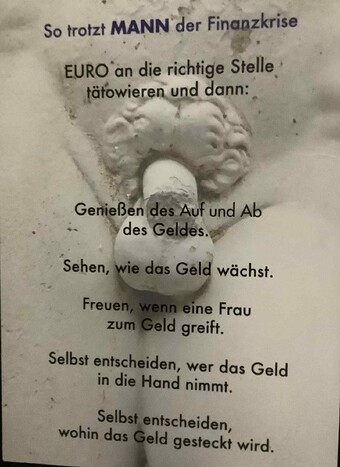 So trotzt MANN der Finanzkrise
EURO an die richtige Stelle
tätowieren und dann:
Genießen des Auf und Ab
des Geldes.
Sehen, wie das Geld wächst.
Freuen, wenn eine Frau
zum Geld greift.
Selbst entscheiden, wer das Geld
in die Hand nimmt.
Selbst entscheiden,
wohin das Geld gesteckt wird.